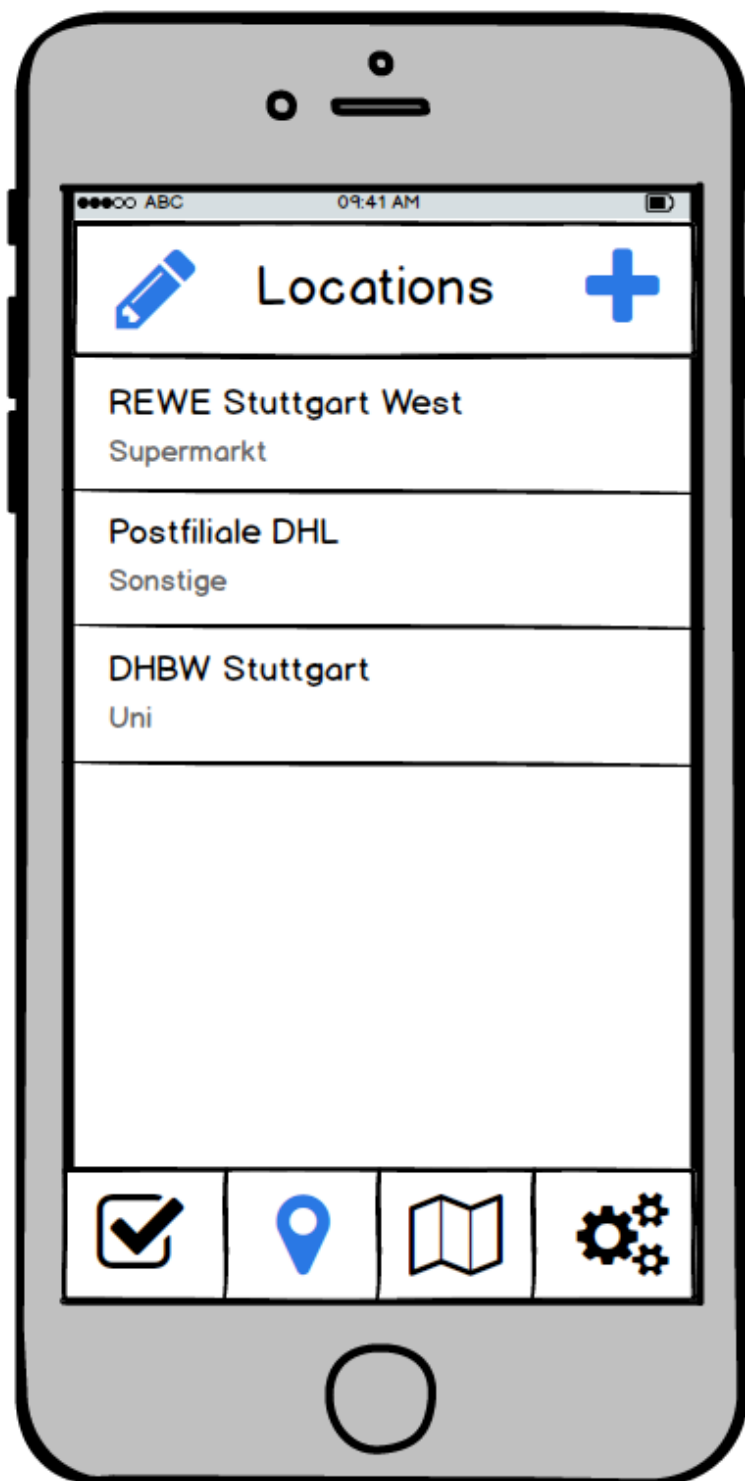 ABC 09:41 AM
Locations
REWE Stuttgart West
Supermarkt
Postfiliale DHL
Sonstige
DHBW Stuttgart
Uni